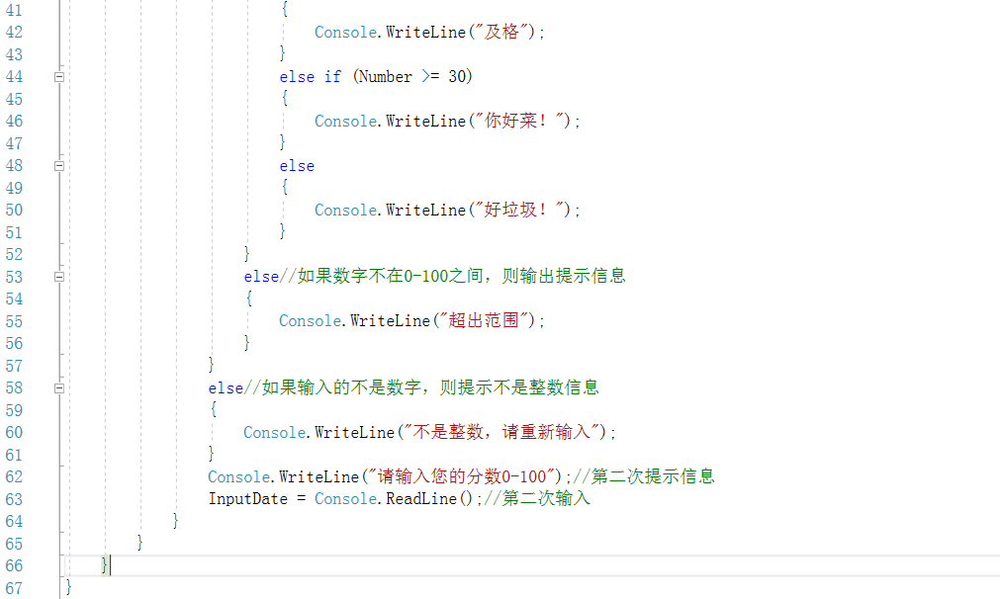 41 {
42 Console.WriteLine("及格");
43 }
44 else if (Number >= 30)
45 {
46 Console.WriteLine("你好菜！");
47 }
48 else
49 {
50 Console.WriteLine("好垃圾！");
51 }
52 }
53 else//如果数字不在0-100之间，则输出提示信息
54 {
55 Console.WriteLine("超出范围");
56 }
57 }
58 else//如果输入的不是数字，则提示不是整数信息
59 {
60 Console.WriteLine("不是整数，请重新输入");
61 }
62 Console.WriteLine("请输入您的分数0-100");//第二次提示信息
63 InputDate = Console.ReadLine();//第二次输入
64 }
65 }
66 }
67 }